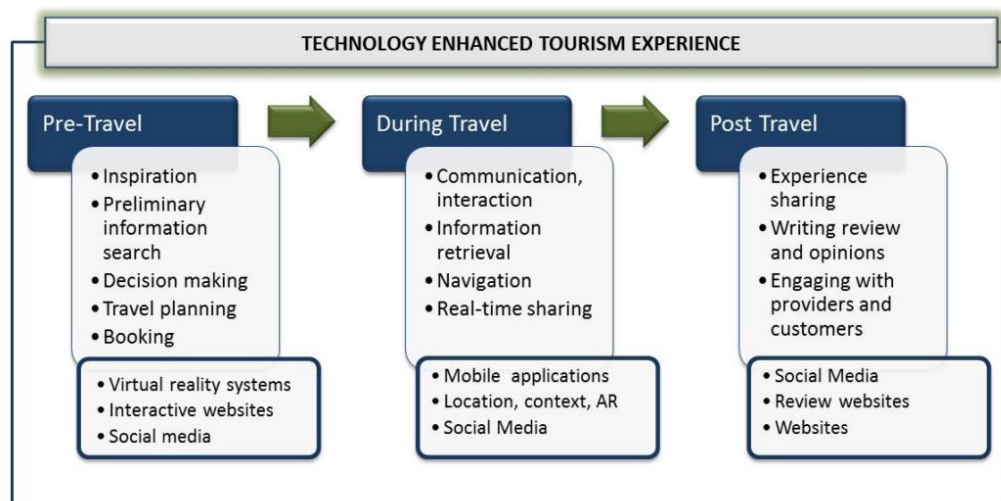 TECHNOLOGY ENHANCED TOURISM EXPERIENCE
Pre-Travel
• Inspiration
• Preliminary
information
search
• Decision making
• Travel planning
• Booking
• Virtual reality systems
• Interactive websites
• Social media
During Travel
• Communication,
interaction
• Information
retrieval
• Navigation
• Real-time sharing
• Mobile applications
• Location, context, AR
• Social Media
Post Travel
• Experience
sharing
• Writing review
and opinions
• Engaging with
providers and
customers
• Social Media
• Review websites
• Websites